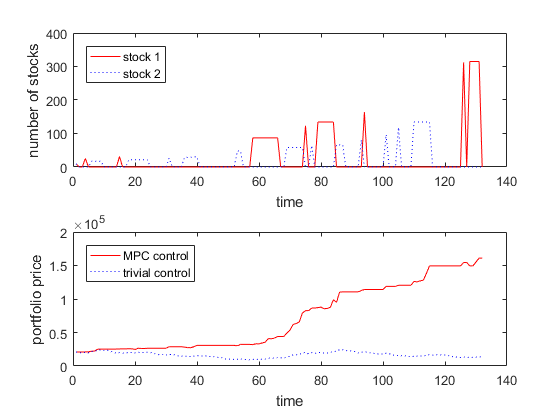 400
300
200
100
0
number of stocks
stock 1
stock 2
0 20 40 60 80 100 120 140
time
×10^5
2
1.5
1
0.5
0
portfolio price
MPC control
trivial control
0 20 40 60 80 100 120 140
time